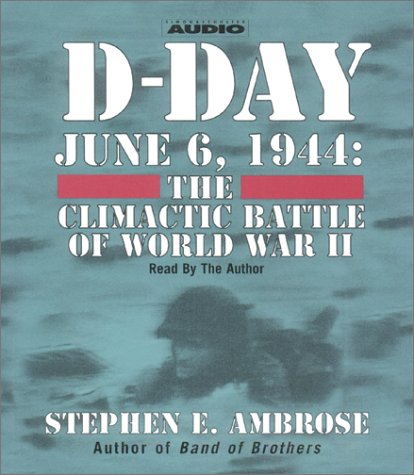 SIMON & SCHUSTER
AUDIO
D-DAY
JUNE 6, 1944:
THE
CLIMACTIC BATTLE
OF WORLD WAR II
Read By The Author
STEPHEN E. AMBROSE
Author of Band of Brothers